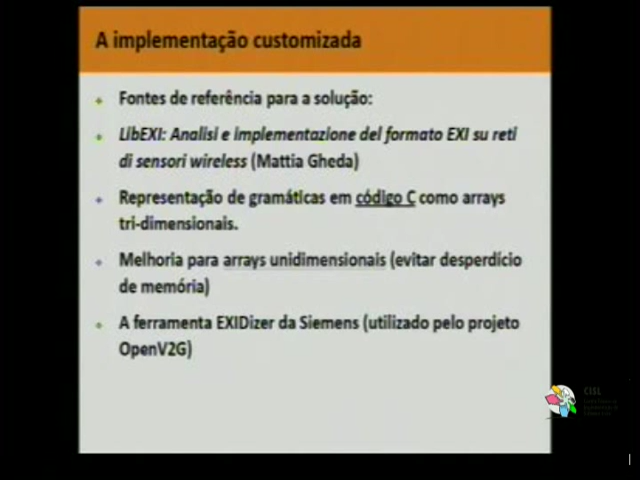 A implementação customizada
Fontes de referência para a solução:
LibEXI: Analisi e implementazione del formato EXI su reti
di sensori wireless (Mattia Gheda)
Representação de gramáticas em código C como arrays
tri-dimensionais.
Melhoria para arrays unidimensionais (evitar desperdício
de memória)
A ferramenta EXIDizer da Siemens (utilizado pelo projeto
OpenV2G)
CISL